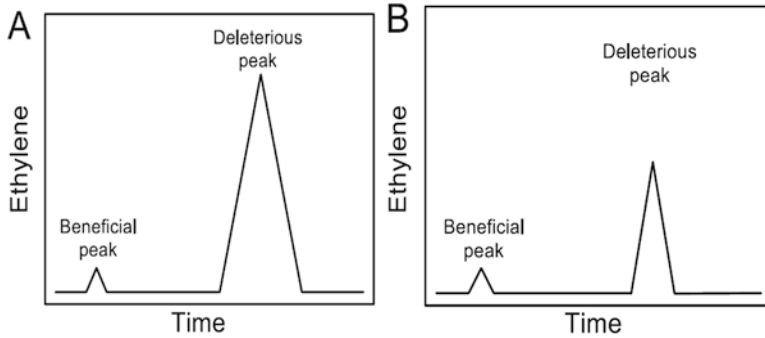 A
Deleterious
peak
Beneficial
peak
Ethylene
Time
B
Deleterious
peak
Beneficial
peak
Ethylene
Time